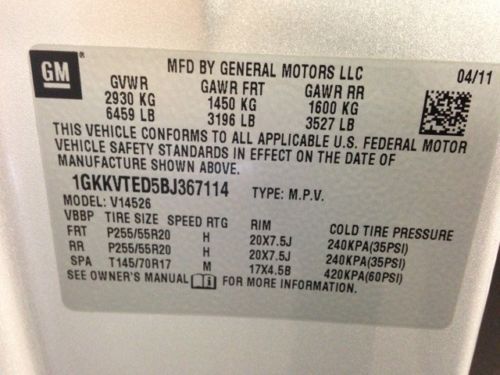 GM
MFD BY GENERAL MOTORS LLC 04/11
GVWR GAWR FRT GAWR RR
2930 KG 1450 KG 1600 KG
6459 LB 3196 LB 3527 LB
THIS VEHICLE CONFORMS TO ALL APPLICABLE U.S. FEDERAL MOTOR
VEHICLE SAFETY STANDARDS IN EFFECT ON THE DATE OF
MANUFACTURE SHOWN ABOVE.
1GKKVTED5BJ367114 TYPE: M.P.V.
MODEL: V14526
VBBP TIRE SIZE SPEED RTG RIM COLD TIRE PRESSURE
FRT P255/55R20 H 20X7.5J 240KPA(35PSI)
RR P255/55R20 H 20X7.5J 240KPA(35PSI)
SPA T145/70R17 M 17X4.5B 420KPA(60PSI)
SEE OWNER'S MANUAL FOR MORE INFORMATION.